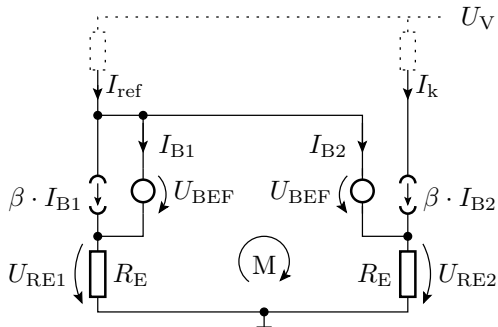 U_V
I_ref I_k
I_B1 I_B2
β · I_B1 U_BEF U_BEF β · I_B2
U_RE1 R_E M R_E U_RE2